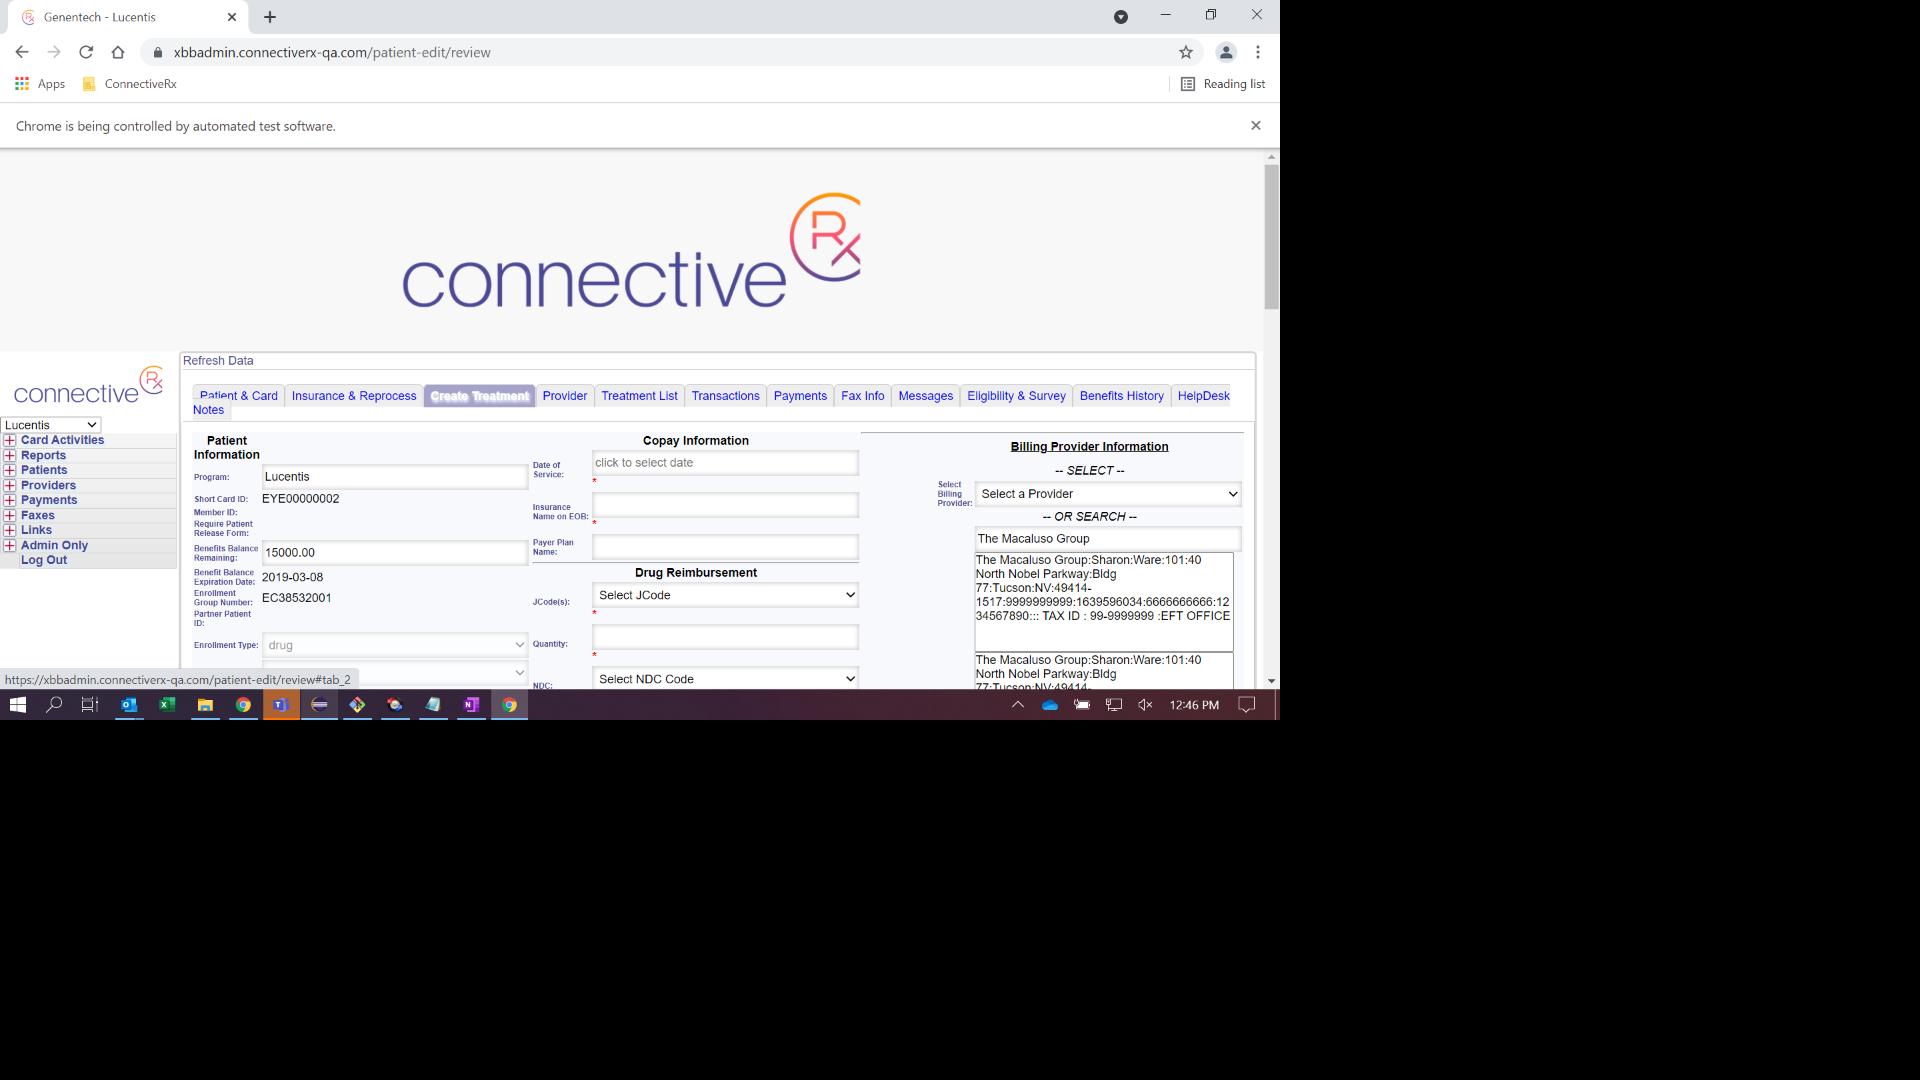 Genentech - Lucentis
xbbadmin.connectiverx-qa.com/patient-edit/review
Apps
ConnectiveRx
Reading list
Chrome is being controlled by automated test software.
connective Rx
connective Rx
Lucentis
Card Activities
Reports
Patients
Providers
Payments
Faxes
Links
Admin Only
Log Out
Refresh Data
Patient & Card
Insurance & Reprocess
Create Treatment
Provider
Treatment List
Transactions
Payments
Fax Info
Messages
Eligibility & Survey
Benefits History
HelpDesk
Notes
Patient
Information
Program:
Lucentis
Short Card ID:
EYE00000002
Member ID:
Require Patient
Release Form:
Benefits Balance
Remaining:
15000.00
Benefit Balance
Expiration Date:
2019-03-08
Enrollment
Group Number:
EC38532001
Partner Patient
ID:
Enrollment Type:
drug
Copay Information
Date of
Service:
click to select date
*
Insurance
Name on EOB:
*
Payer Plan
Name:
Drug Reimbursement
JCode(s):
Select JCode
*
Quantity:
*
NDC:
Select NDC Code
Billing Provider Information
-- SELECT --
Select
Billing
Provider:
Select a Provider
-- OR SEARCH --
The Macaluso Group
The Macaluso Group:Sharon:Ware:101:40
North Nobel Parkway:Bldg
77:Tucson:NV:49414-
1517:9999999999:1639596034:6666666666:12
34567890::: TAX ID : 99-9999999 :EFT OFFICE
The Macaluso Group:Sharon:Ware:101:40
North Nobel Parkway:Bldg
77:Tucson:NV:49414-
https://xbbadmin.connectiverx-qa.com/patient-edit/review#tab_2
12:46 PM